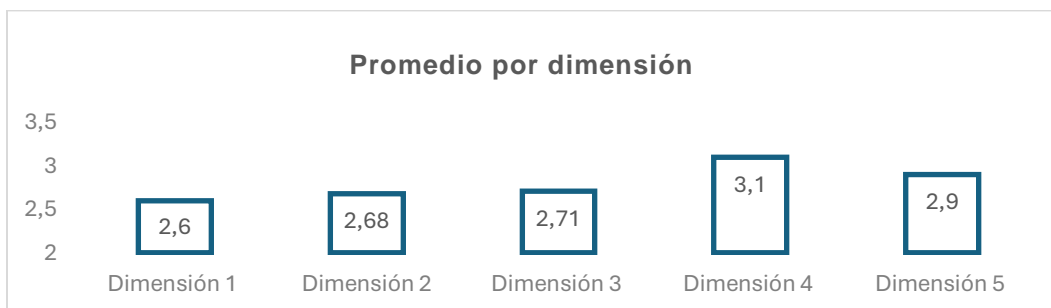 Promedio por dimensión
3,5
3
2,5
2
2,6
2,68
2,71
3,1
2,9
Dimensión 1
Dimensión 2
Dimensión 3
Dimensión 4
Dimensión 5